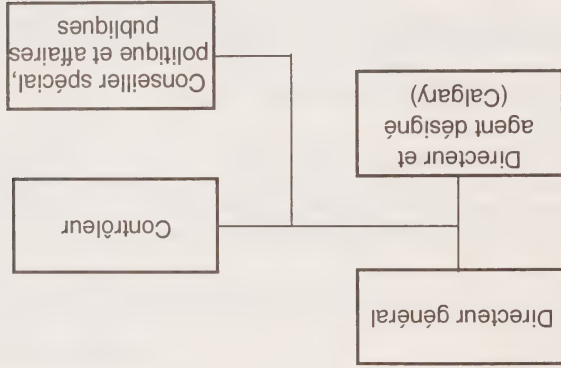 Directeur général
Contrôleur
Directeur et
agent désigné
(Calgary)
Conseiller spécial,
politique et affaires
publiques